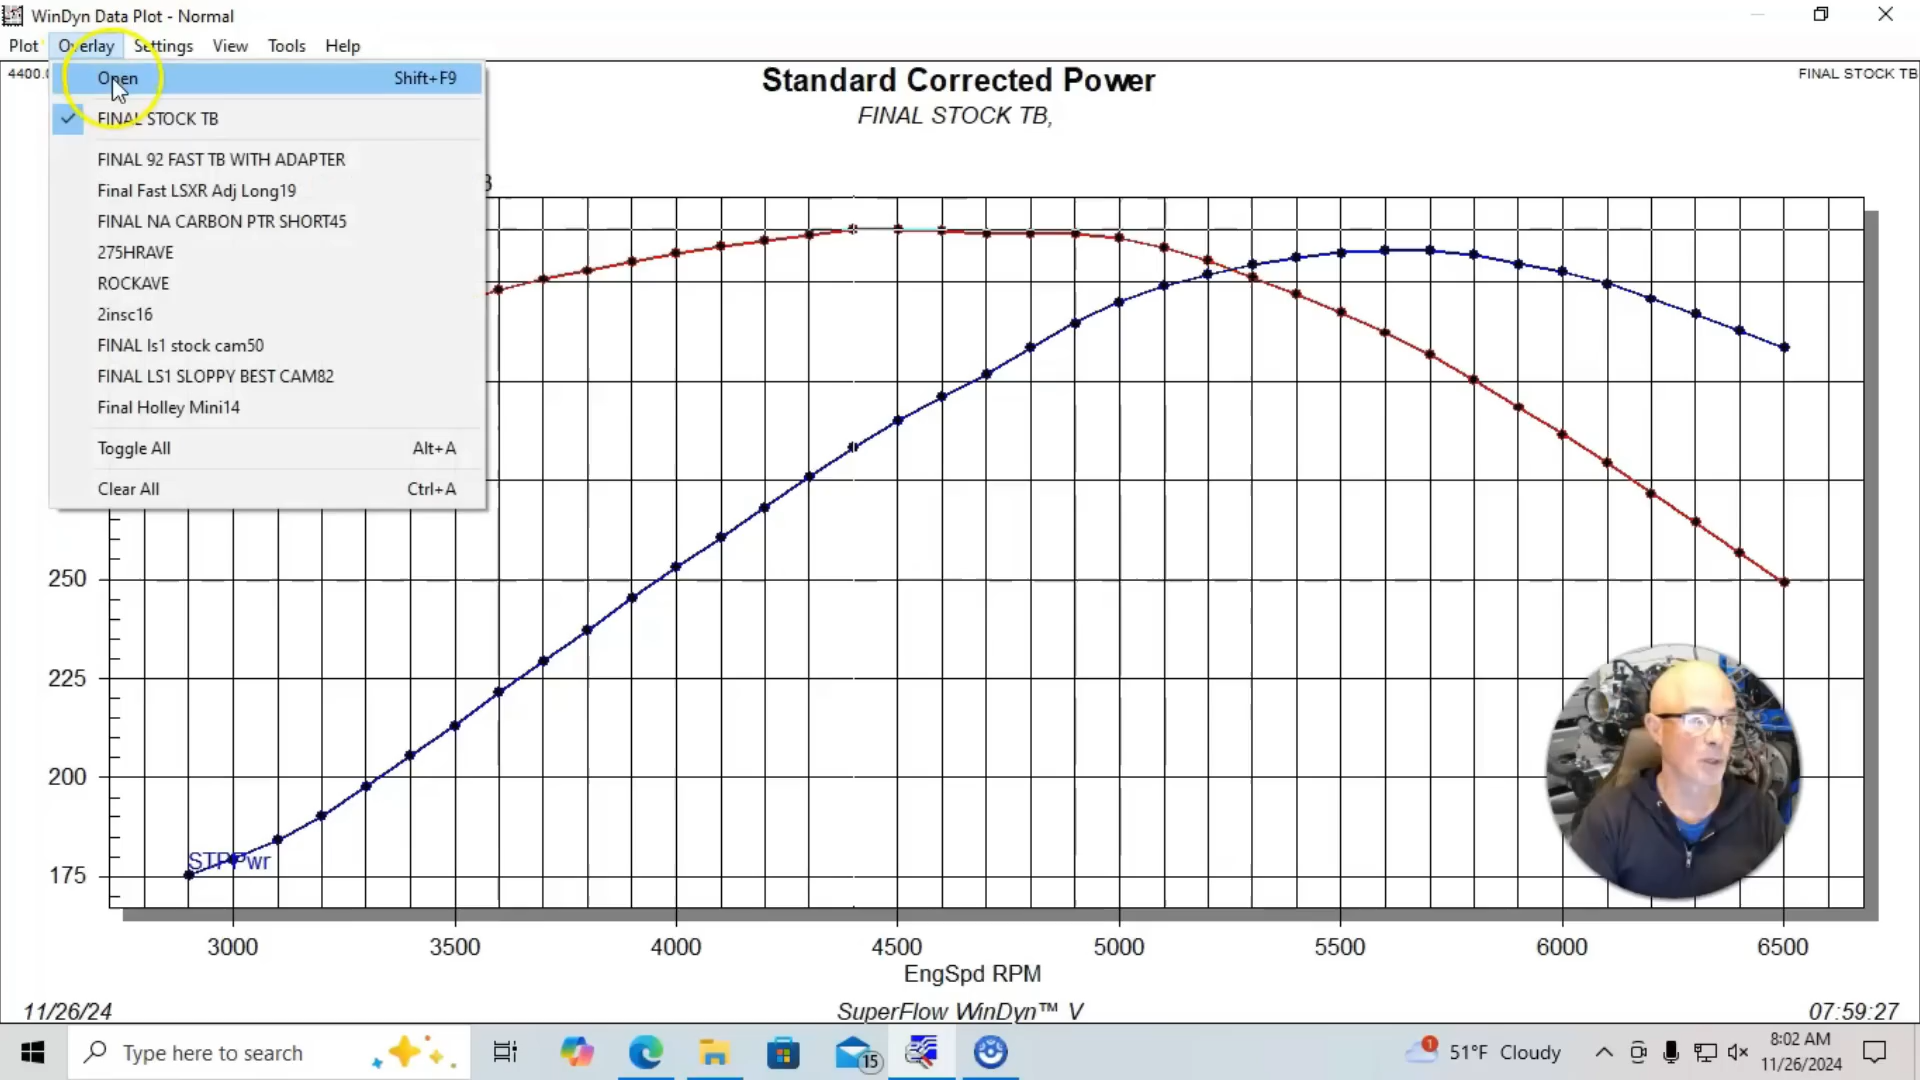 WinDyn Data Plot - Normal
Plot Overlay Settings View Tools Help
4400.0 FINAL STOCK TB
Open Shift+F9
FINAL STOCK TB
FINAL 92 FAST TB WITH ADAPTER
Final Fast LSXR Adj Long19
FINAL NA CARBON PTR SHORT45
275HRAVE
ROCKAVE
2insc16
FINAL ls1 stock cam50
FINAL LS1 SLOPPY BEST CAM82
Final Holley Mini14
Toggle All Alt+A
Clear All Ctrl+A
Standard Corrected Power
FINAL STOCK TB,
250
225
200
175
STPPwr
3000 3500 4000 4500 5000 5500 6000 6500
EngSpd RPM
11/26/24 SuperFlow WinDyn™ V 07:59:27
Type here to search
15
1
51°F Cloudy
8:02 AM
11/26/2024